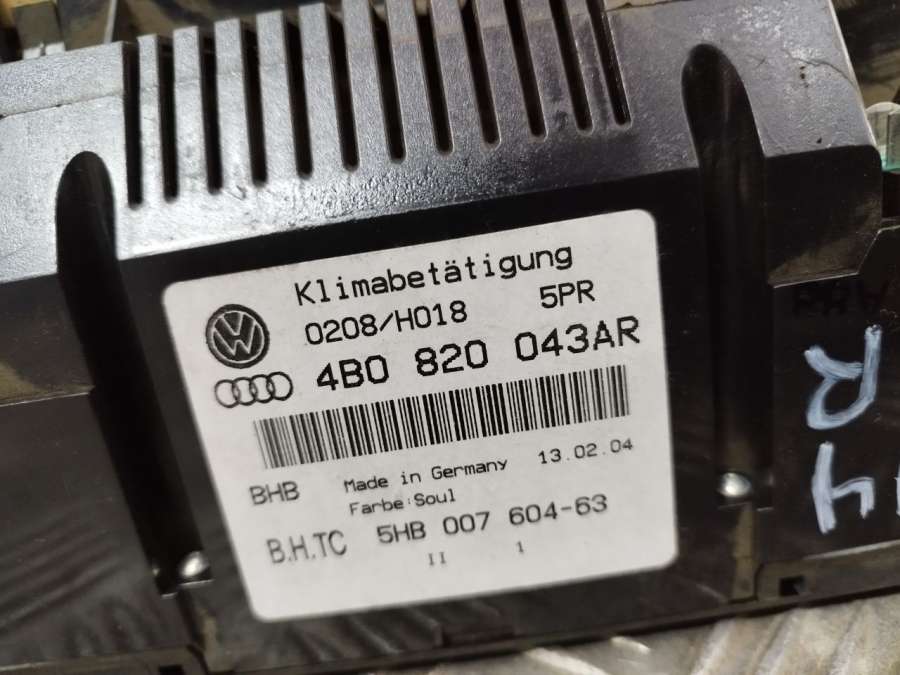 Klimabetätigung
0208/H018 5PR
4B0 820 043AR
BHB Made in Germany 13.02.04
Farbe:Soul
B.H.TC 5HB 007 604-63
II 1
R
4